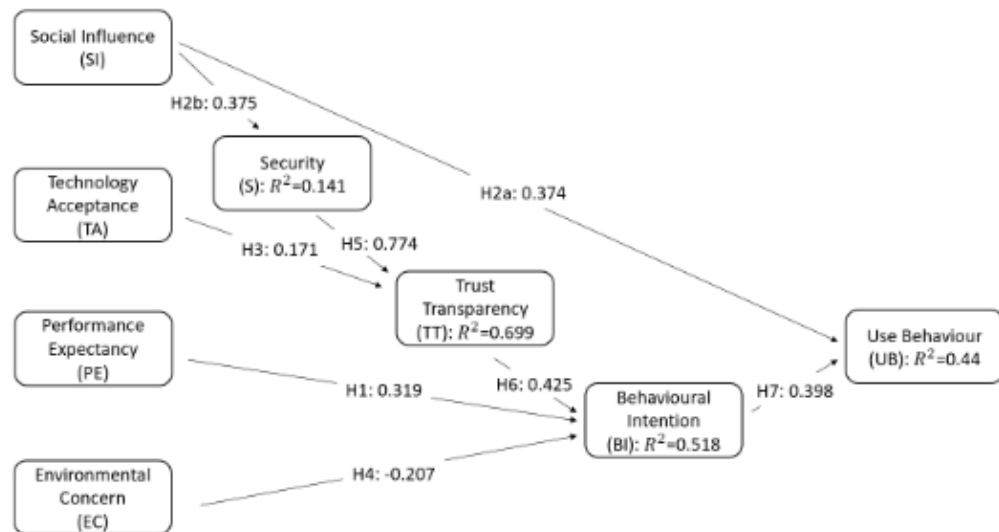 Social Influence
(SI)
H2b: 0.375
Security
(S): R²=0.141
H2a: 0.374
Technology
Acceptance
(TA)
H3: 0.171
H5: 0.774
Trust
Transparency
(TT): R²=0.699
Performance
Expectancy
(PE)
Use Behaviour
(UB): R²=0.44
H1: 0.319
H6: 0.425
H7: 0.398
Behavioural
Intention
(BI): R²=0.518
H4: -0.207
Environmental
Concern
(EC)